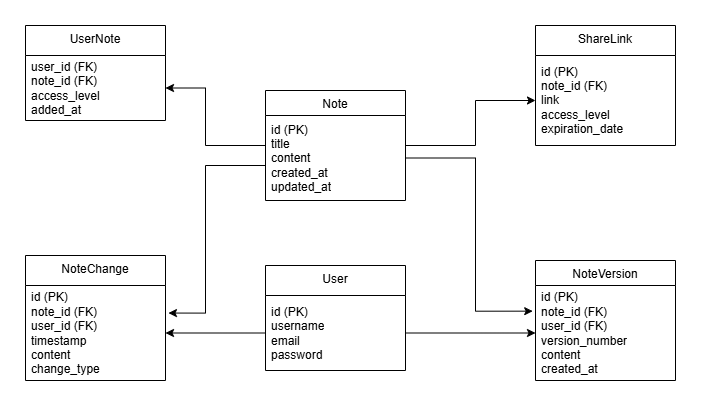 UserNote
user_id (FK)
note_id (FK)
access_level
added_at
Note
id (PK)
title
content
created_at
updated_at
ShareLink
id (PK)
note_id (FK)
link
access_level
expiration_date
NoteChange
id (PK)
note_id (FK)
user_id (FK)
timestamp
content
change_type
User
id (PK)
username
email
password
NoteVersion
id (PK)
note_id (FK)
user_id (FK)
version_number
content
created_at